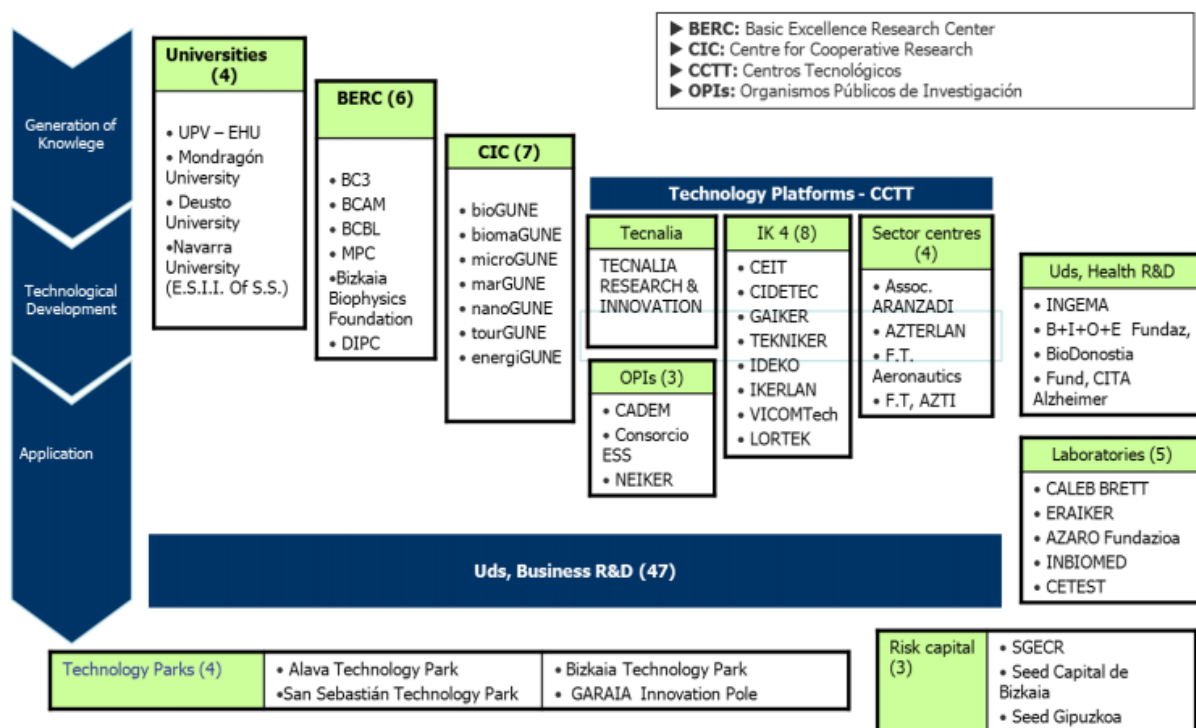 ▶ BERC: Basic Excellence Research Center
▶ CIC: Centre for Cooperative Research
▶ CCTT: Centros Tecnológicos
▶ OPIs: Organismos Públicos de Investigación
Generation of
Knowlege
Technological
Development
Application
Universities
(4)
• UPV – EHU
• Mondragón
University
• Deusto
University
•Navarra
University
(E.S.I.I. Of S.S.)
BERC (6)
• BC3
• BCAM
• BCBL
• MPC
•Bizkaia
Biophysics
Foundation
• DIPC
CIC (7)
• bioGUNE
• biomaGUNE
• microGUNE
• marGUNE
• nanoGUNE
• tourGUNE
• energiGUNE
Technology Platforms - CCTT
Tecnalia
TECNALIA
RESEARCH &
INNOVATION
OPIs (3)
• CADEM
• Consorcio
ESS
• NEIKER
IK 4 (8)
• CEIT
• CIDETEC
• GAIKER
• TEKNIKER
• IDEKO
• IKERLAN
• VICOMTech
• LORTEK
Sector centres
(4)
• Assoc.
ARANZADI
• AZTERLAN
• F.T.
Aeronautics
• F.T, AZTI
Uds, Health R&D
• INGEMA
• B+I+O+E Fundaz,
• BioDonostia
• Fund, CITA
Alzheimer
Laboratories (5)
• CALEB BRETT
• ERAIKER
• AZARO Fundazioa
• INBIOMED
• CETEST
Uds, Business R&D (47)
Technology Parks (4)
• Alava Technology Park
•San Sebastián Technology Park
• Bizkaia Technology Park
• GARAIA Innovation Pole
Risk capital
(3)
• SGECR
• Seed Capital de
Bizkaia
• Seed Gipuzkoa